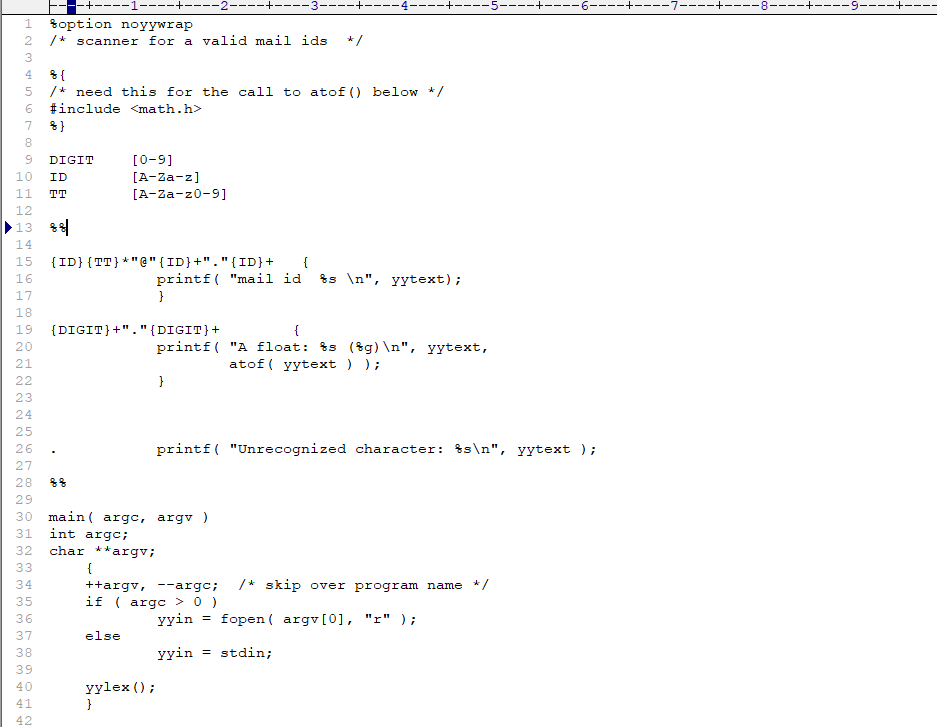 --+----1----+----2----+----3----+----4----+----5----+----6----+----7----+----8----+----9----+--
1 %option noyywrap
2 /* scanner for a valid mail ids  */
3
4 %{
5 /* need this for the call to atof() below */
6 #include <math.h>
7 %}
8
9 DIGIT    [0-9]
10 ID       [A-Za-z]
11 TT       [A-Za-z0-9]
12
13 %%
14
15 {ID}{TT}*"@"{ID}+"."{ID}+   {
16             printf( "mail id  %s \n", yytext);
17             }
18
19 {DIGIT}+"."{DIGIT}+        {
20             printf( "A float: %s (%g)\n", yytext,
21                     atof( yytext ) );
22             }
23
24
25
26 .           printf( "Unrecognized character: %s\n", yytext );
27
28 %%
29
30 main( argc, argv )
31 int argc;
32 char **argv;
33     {
34     ++argv, --argc;  /* skip over program name */
35     if ( argc > 0 )
36             yyin = fopen( argv[0], "r" );
37     else
38             yyin = stdin;
39
40     yylex();
41     }
42